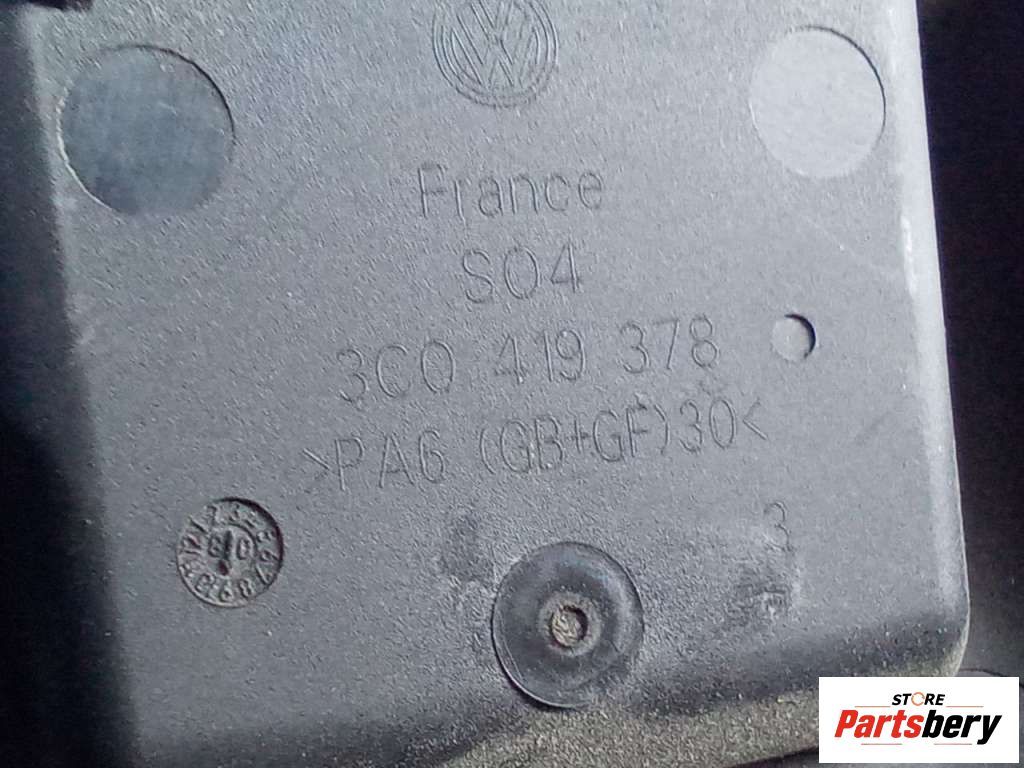 France
S04
3C0 419 378
>PA6 (GB+GF)30<
3
STORE
Partsbery